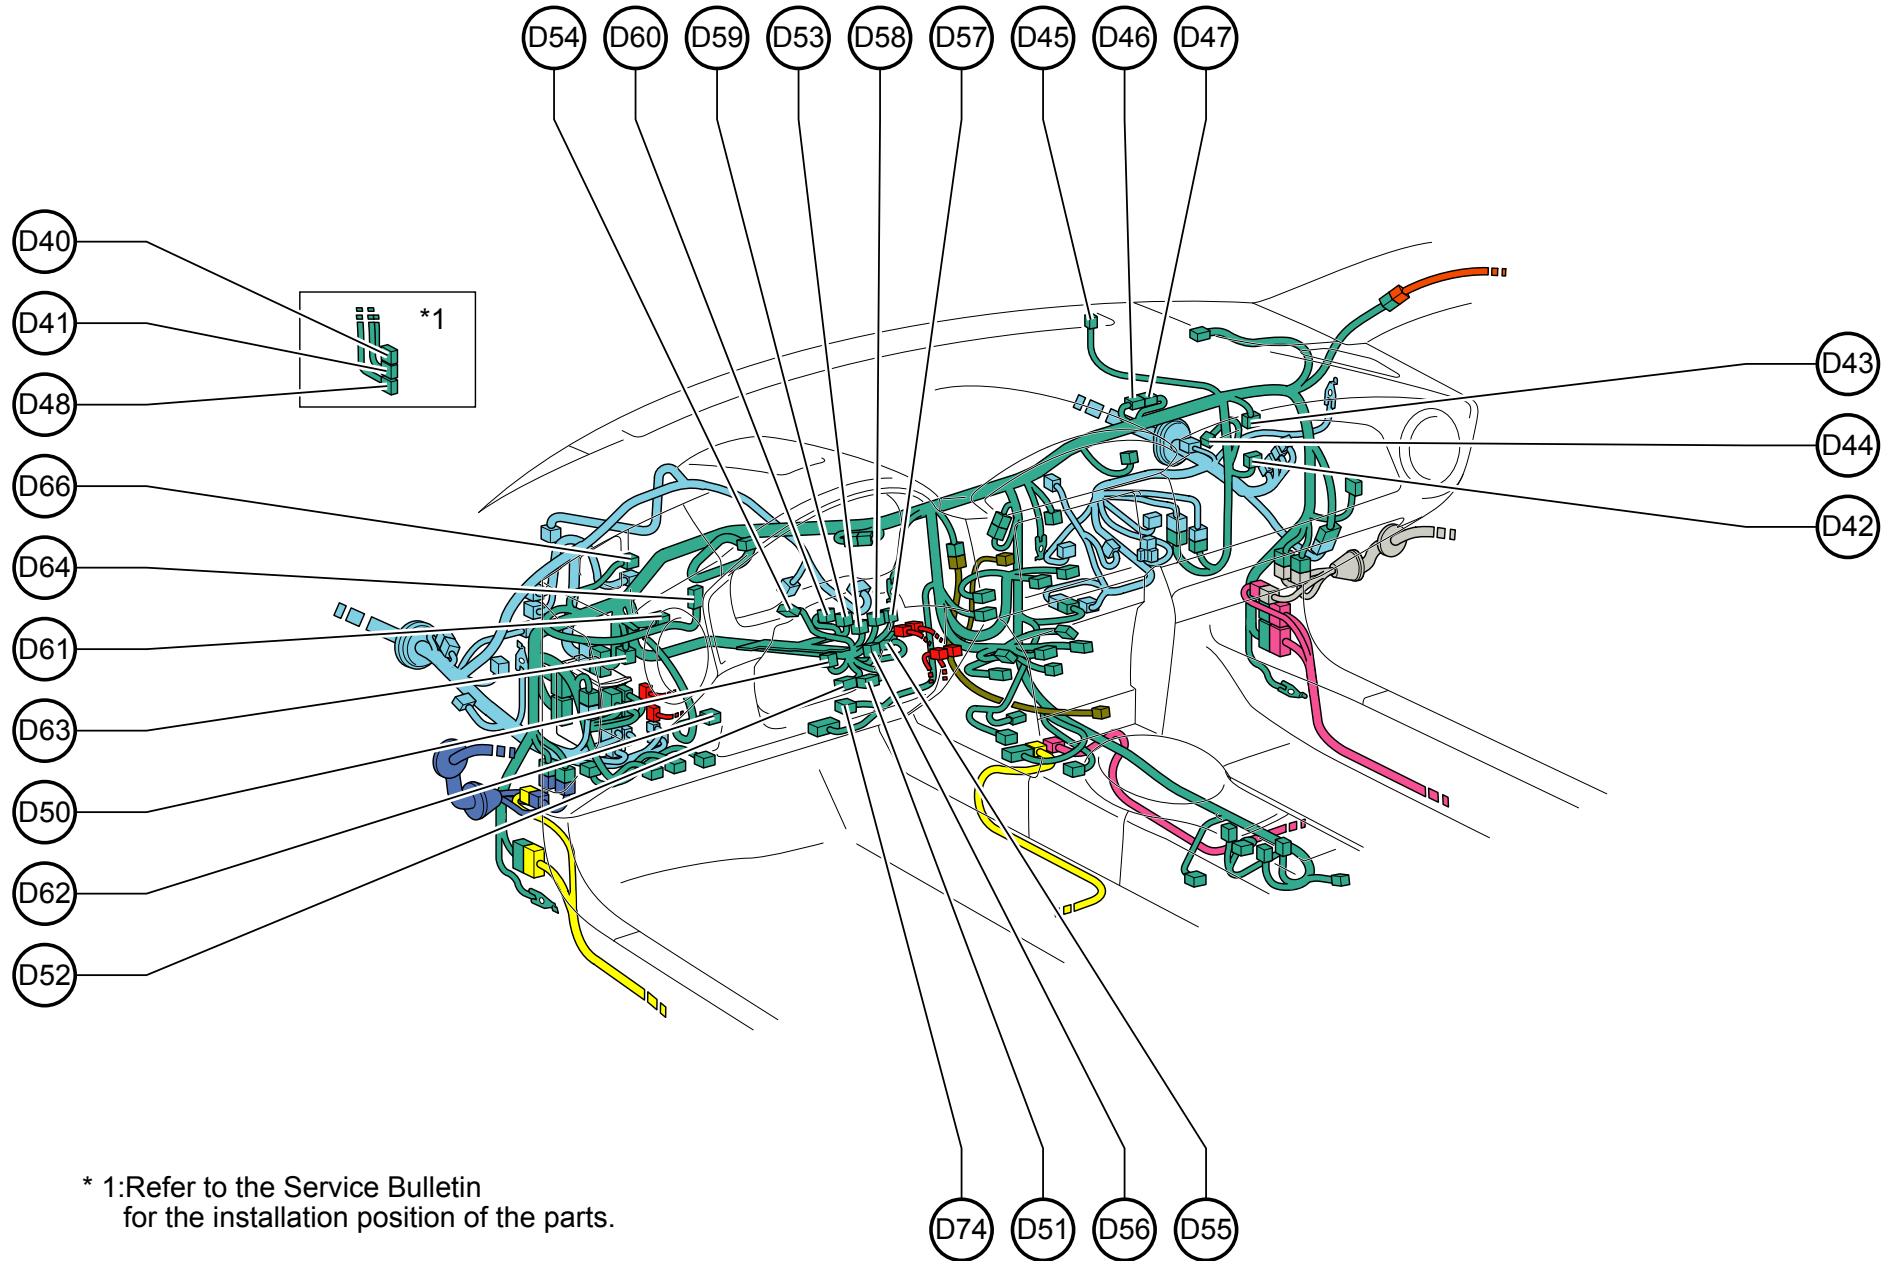 D54 D60 D59 D53 D58 D57 D45 D46 D47
D40
D41
D48
*1
D66
D64
D61
D63
D50
D62
D52
D43
D44
D42
* 1:Refer to the Service Bulletin
for the installation position of the parts.
D74 D51 D56 D55